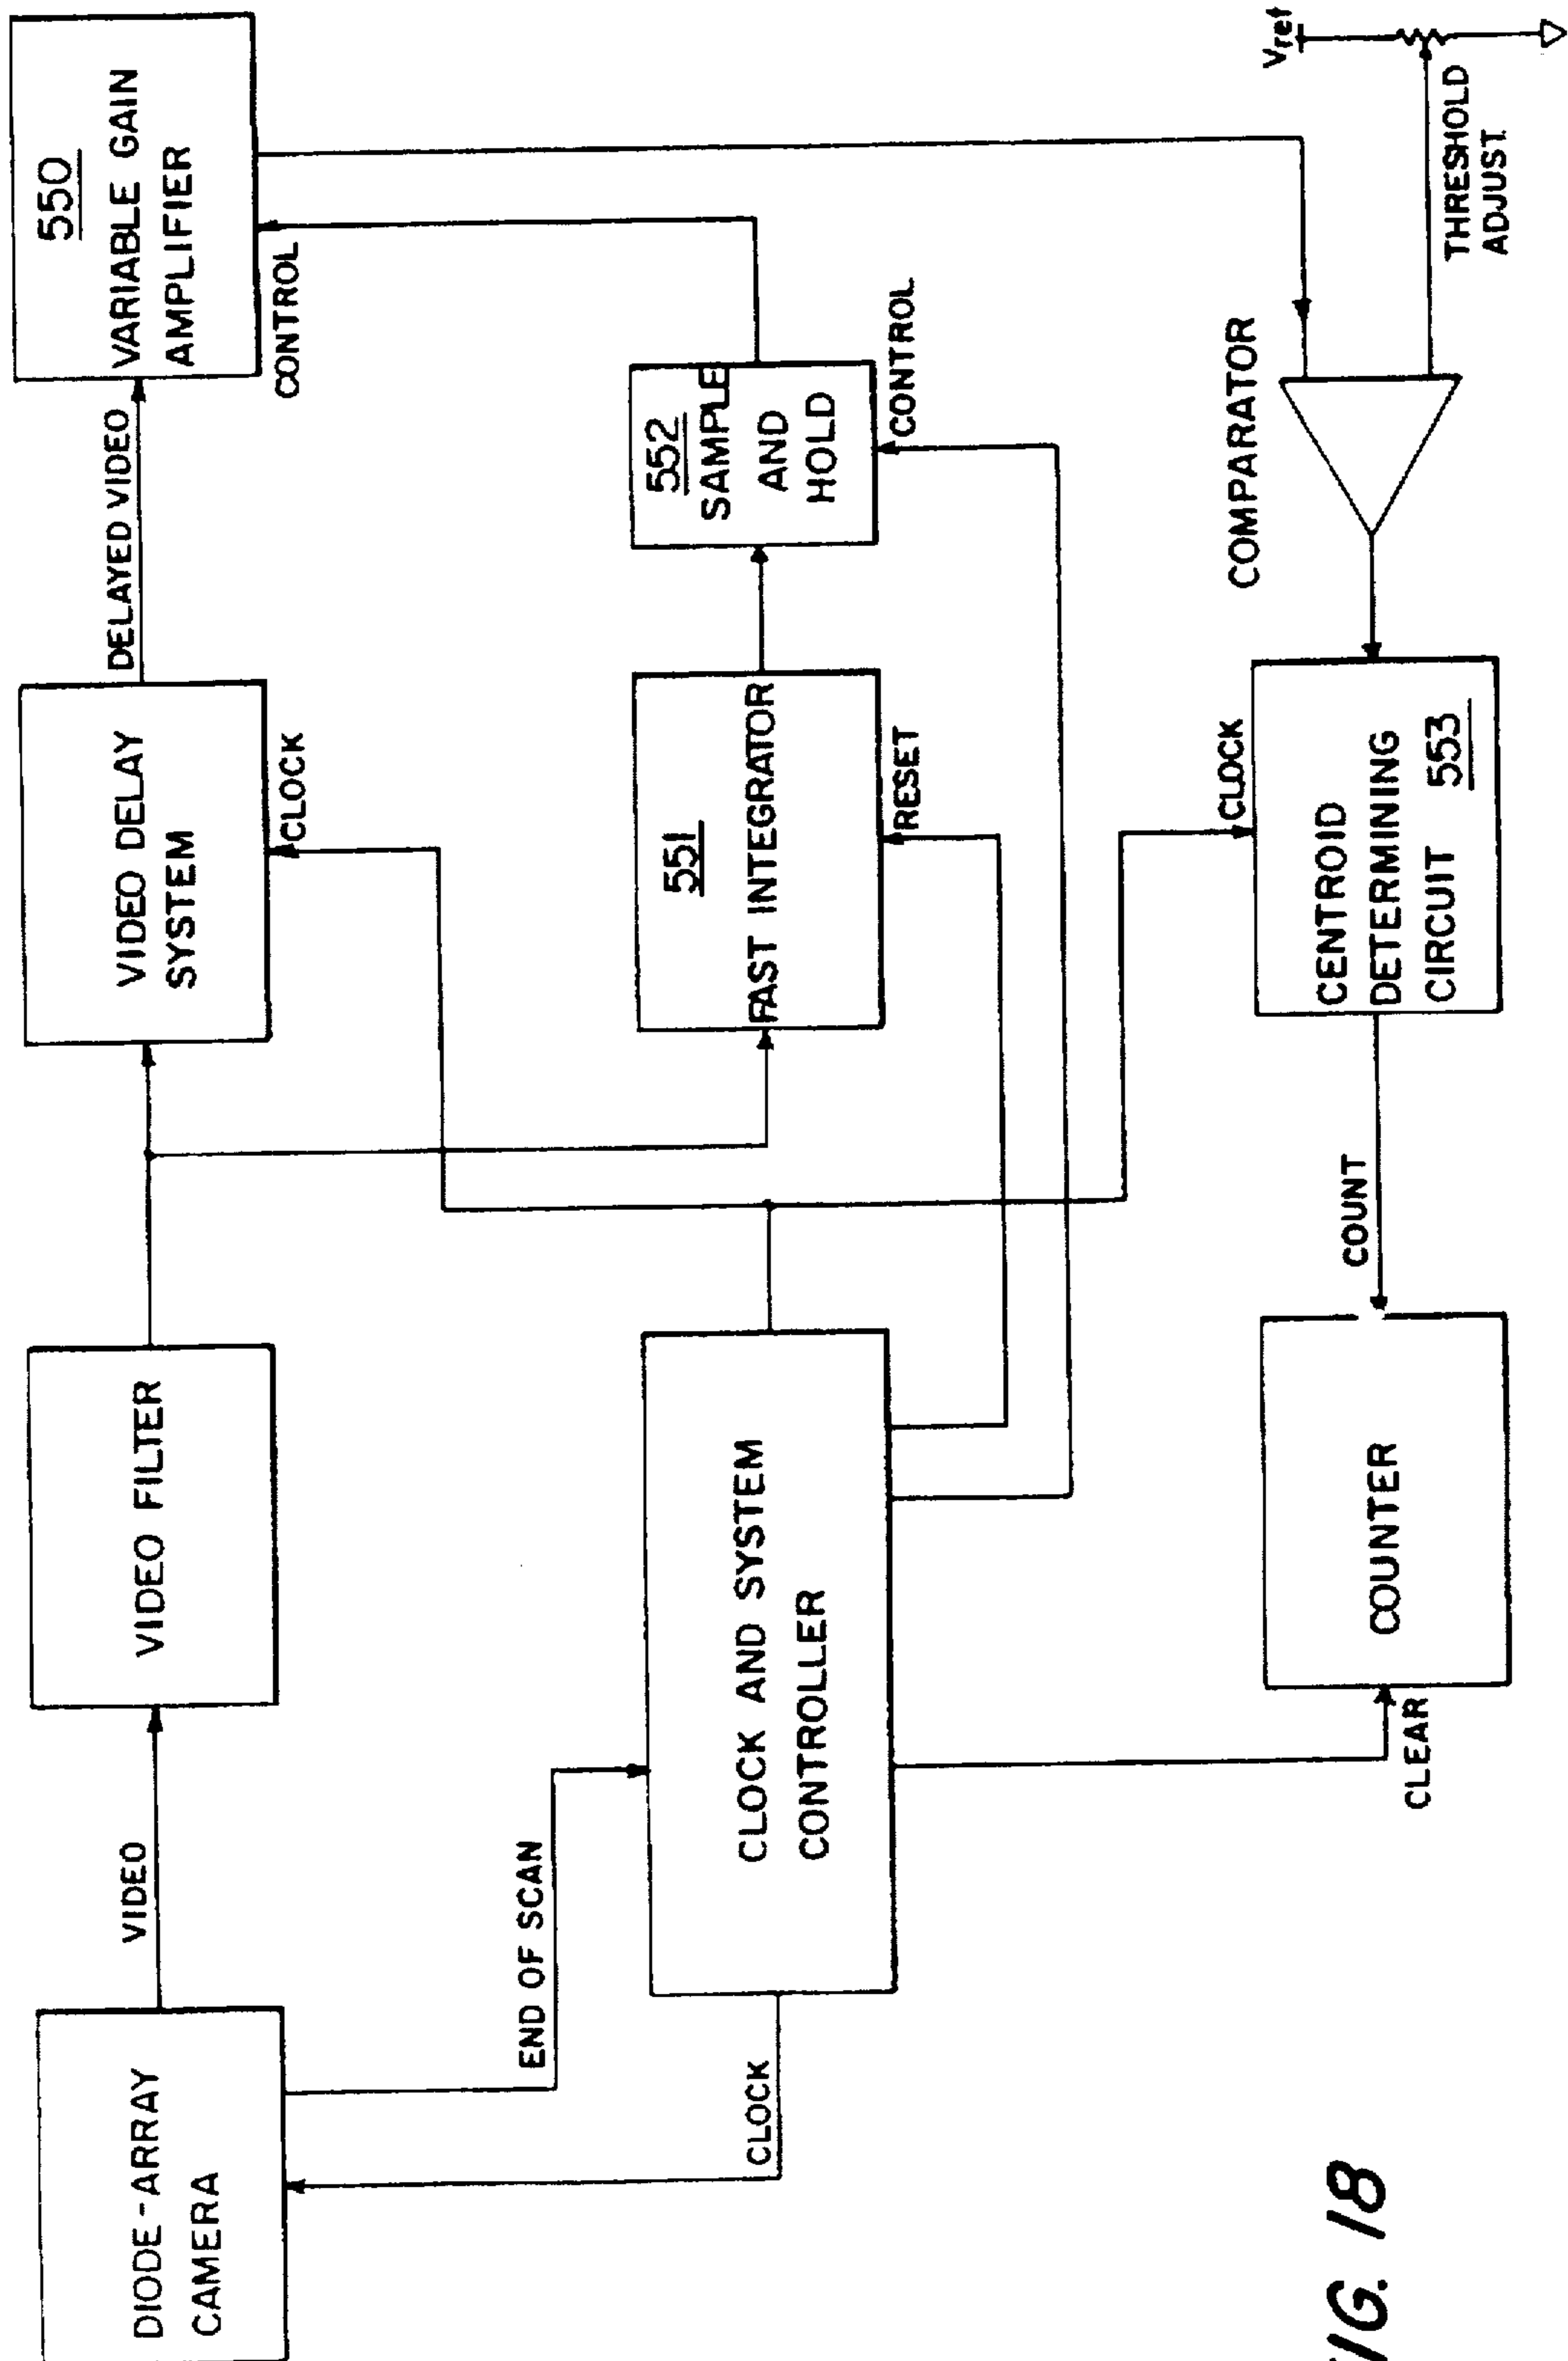 DIODE-ARRAY
CAMERA
VIDEO
VIDEO FILTER
VIDEO DELAY
SYSTEM
CLOCK
DELAYED VIDEO
550
VARIABLE GAIN
AMPLIFIER
CONTROL
END OF SCAN
CLOCK
CLOCK AND SYSTEM
CONTROLLER
551
FAST INTEGRATOR
RESET
552
SAMPLE
AND
HOLD
CONTROL
CLEAR
COUNTER
COUNT
CLOCK
CENTROID
DETERMINING
CIRCUIT 553
COMPARATOR
Vref
THRESHOLD
ADJUST
IG. 18